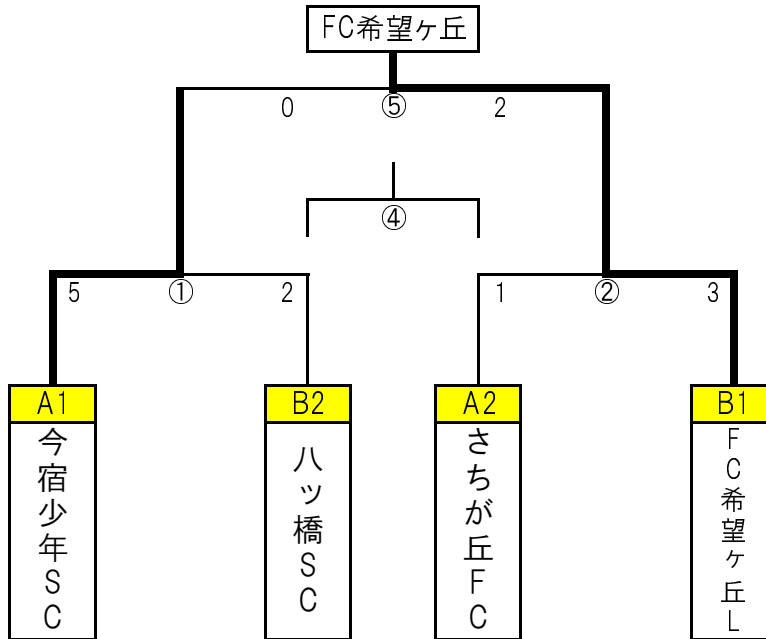 FC希望ヶ丘
0 ⑤ 2
④
5 ① 2 1 ② 3
A1 B2 A2 B1
今宿少年SC
八ッ橋SC
さちが丘FC
FC希望ヶ丘L